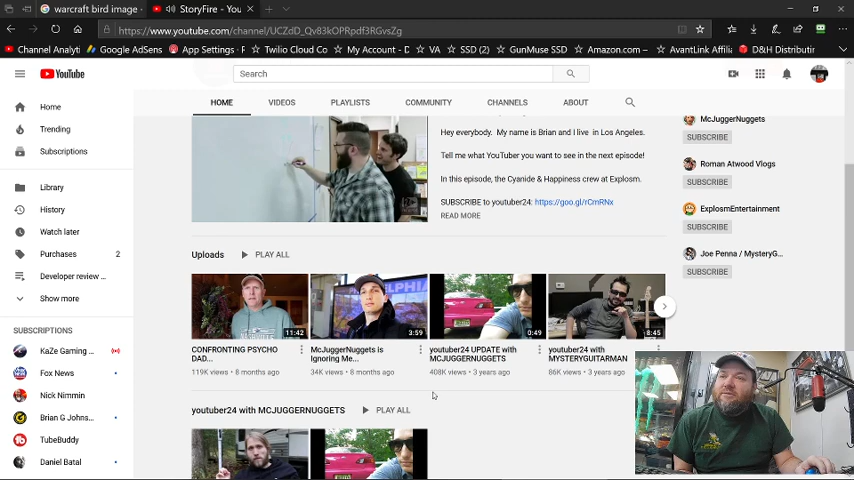 warcraft bird image -
StoryFire - You
https://www.youtube.com/channel/UCZdD_Qv83kOPRpdf3RGvsZg
Channel Analyti
Google AdSens
App Settings - F
Twilio Cloud Co
My Account - D
VA
SSD (2)
GunMuse SSD
Amazon.com –
AvantLink Affilia
D&H Distributin
YouTube
Search
HOME
VIDEOS
PLAYLISTS
COMMUNITY
CHANNELS
ABOUT
Home
Trending
Subscriptions
Library
History
Watch later
Purchases 2
Developer review ...
Show more
SUBSCRIPTIONS
KaZe Gaming ...
Fox News
Nick Nimmin
Brian G Johns...
TubeBuddy
Daniel Batal
Hey everybody. My name is Brian and I live in Los Angeles.
Tell me what YouTuber you want to see in the next episode!
In this episode, the Cyanide & Happiness crew at Explosm.
SUBSCRIBE to youtuber24: https://goo.gl/rCmRNx
READ MORE
Uploads
PLAY ALL
11:42
3:59
0:49
8:45
CONFRONTING PSYCHO
DAD...
119K views • 8 months ago
McJuggerNuggets is
Ignoring Me...
34K views • 8 months ago
youtuber24 UPDATE with
MCJUGGERNUGGETS
408K views • 3 years ago
youtuber24 with
MYSTERYGUITARMAN
86K views • 3 years ago
youtuber24 with MCJUGGERNUGGETS
PLAY ALL
McJuggerNuggets
SUBSCRIBE
Roman Atwood Vlogs
SUBSCRIBE
ExplosmEntertainment
SUBSCRIBE
Joe Penna / MysteryG...
SUBSCRIBE